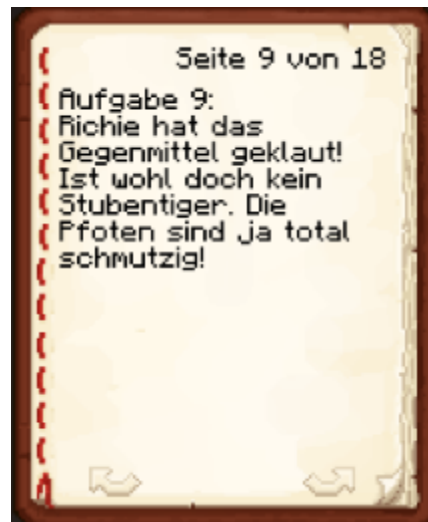 Seite 9 von 18
Aufgabe 9:
Richie hat das
Gegenmittel geklaut!
Ist wohl doch kein
Stubentiger. Die
Pfoten sind ja total
schmutzig!